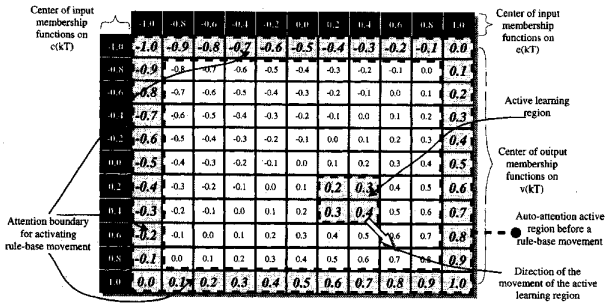 Center of input
membership
functions on
c(kT)
-1.0 -0.8 -0.6 -0.4 -0.2 0.0 0.2 0.4 0.6 0.8 1.0
Center of input
membership
functions on
e(kT)
-1.0 -1.0 -0.9 -0.8 -0.7 -0.6 -0.5 -0.4 -0.3 -0.2 -0.1 0.0
-0.8 -0.9 -0.8 -0.7 -0.6 -0.5 -0.4 -0.3 -0.2 -0.1 0.0 0.1
-0.6 -0.8 -0.7 -0.6 -0.5 -0.4 -0.3 -0.2 -0.1 0.0 0.1 0.2
-0.4 -0.7 -0.6 -0.5 -0.4 -0.3 -0.2 -0.1 0.0 0.1 0.2 0.3
-0.2 -0.6 -0.5 -0.4 -0.3 -0.2 -0.1 0.0 0.1 0.2 0.3 0.4
0.0 -0.5 -0.4 -0.3 -0.2 -0.1 0.0 0.1 0.2 0.3 0.4 0.5
0.2 -0.4 -0.3 -0.2 -0.1 0.0 0.1 0.2 0.3 0.4 0.5 0.6
0.4 -0.3 -0.2 -0.1 0.0 0.1 0.2 0.3 0.4 0.5 0.6 0.7
0.6 -0.2 -0.1 0.0 0.1 0.2 0.3 0.4 0.5 0.6 0.7 0.8
0.8 -0.1 0.0 0.1 0.2 0.3 0.4 0.5 0.6 0.7 0.8 0.9
1.0 0.0 0.1 0.2 0.3 0.4 0.5 0.6 0.7 0.8 0.9 1.0
Active learning
region
Center of output
membership
functions on
v(kT)
Attention boundary
for activating
rule-base movement
Auto-attention active
region before a
rule-base movement
Direction of the
movement of the active
learning region